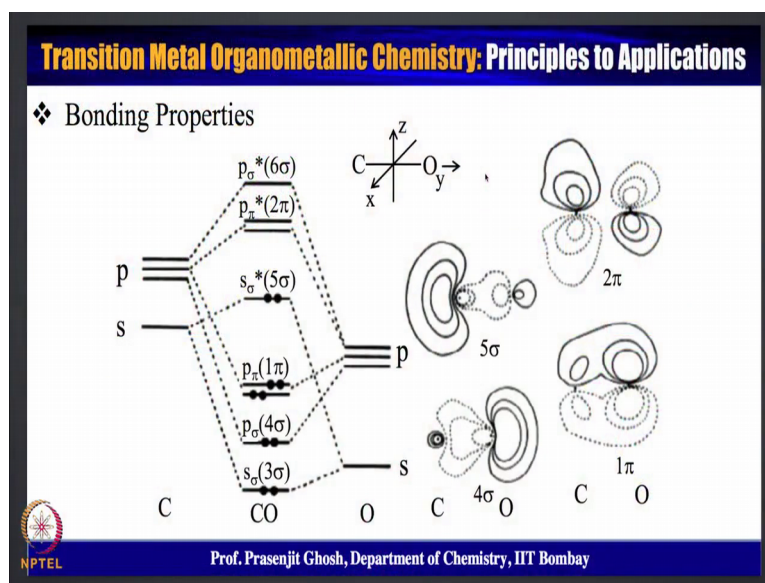 Transition Metal Organometallic Chemistry: Principles to Applications
❖ Bonding Properties
pσ*(6σ)
pπ*(2π)
p
s
sσ*(5σ)
pπ(1π)
pσ(4σ)
sσ(3σ)
p
s
C
CO
O
z
C
O
y
x
2π
5σ
1π
4σ
C
O
C
O
NPTEL
Prof. Prasenjit Ghosh, Department of Chemistry, IIT Bombay